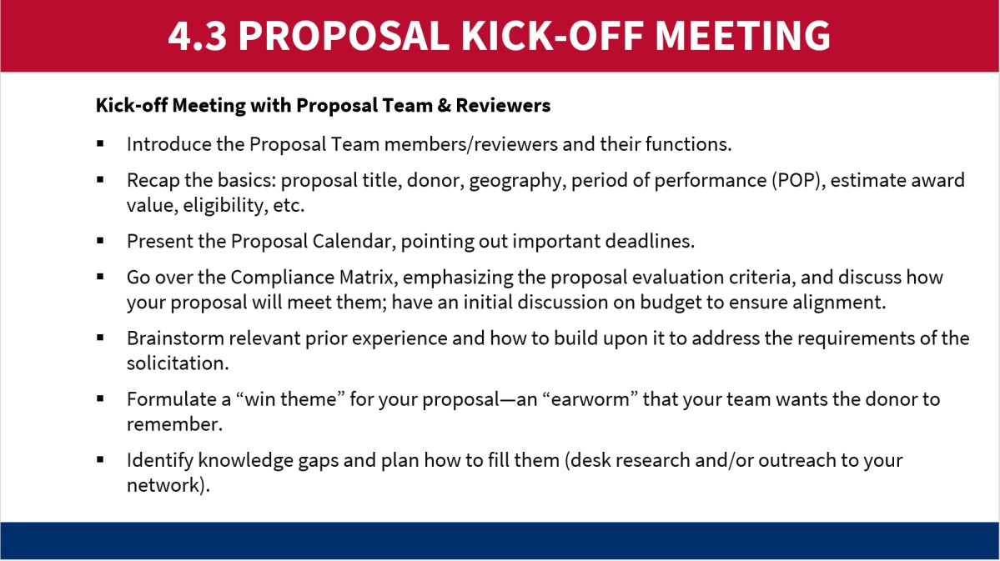 4.3 PROPOSAL KICK-OFF MEETING
Kick-off Meeting with Proposal Team & Reviewers
▪ Introduce the Proposal Team members/reviewers and their functions.
▪ Recap the basics: proposal title, donor, geography, period of performance (POP), estimate award
value, eligibility, etc.
▪ Present the Proposal Calendar, pointing out important deadlines.
▪ Go over the Compliance Matrix, emphasizing the proposal evaluation criteria, and discuss how
your proposal will meet them; have an initial discussion on budget to ensure alignment.
▪ Brainstorm relevant prior experience and how to build upon it to address the requirements of the
solicitation.
▪ Formulate a “win theme” for your proposal—an “earworm” that your team wants the donor to
remember.
▪ Identify knowledge gaps and plan how to fill them (desk research and/or outreach to your
network).